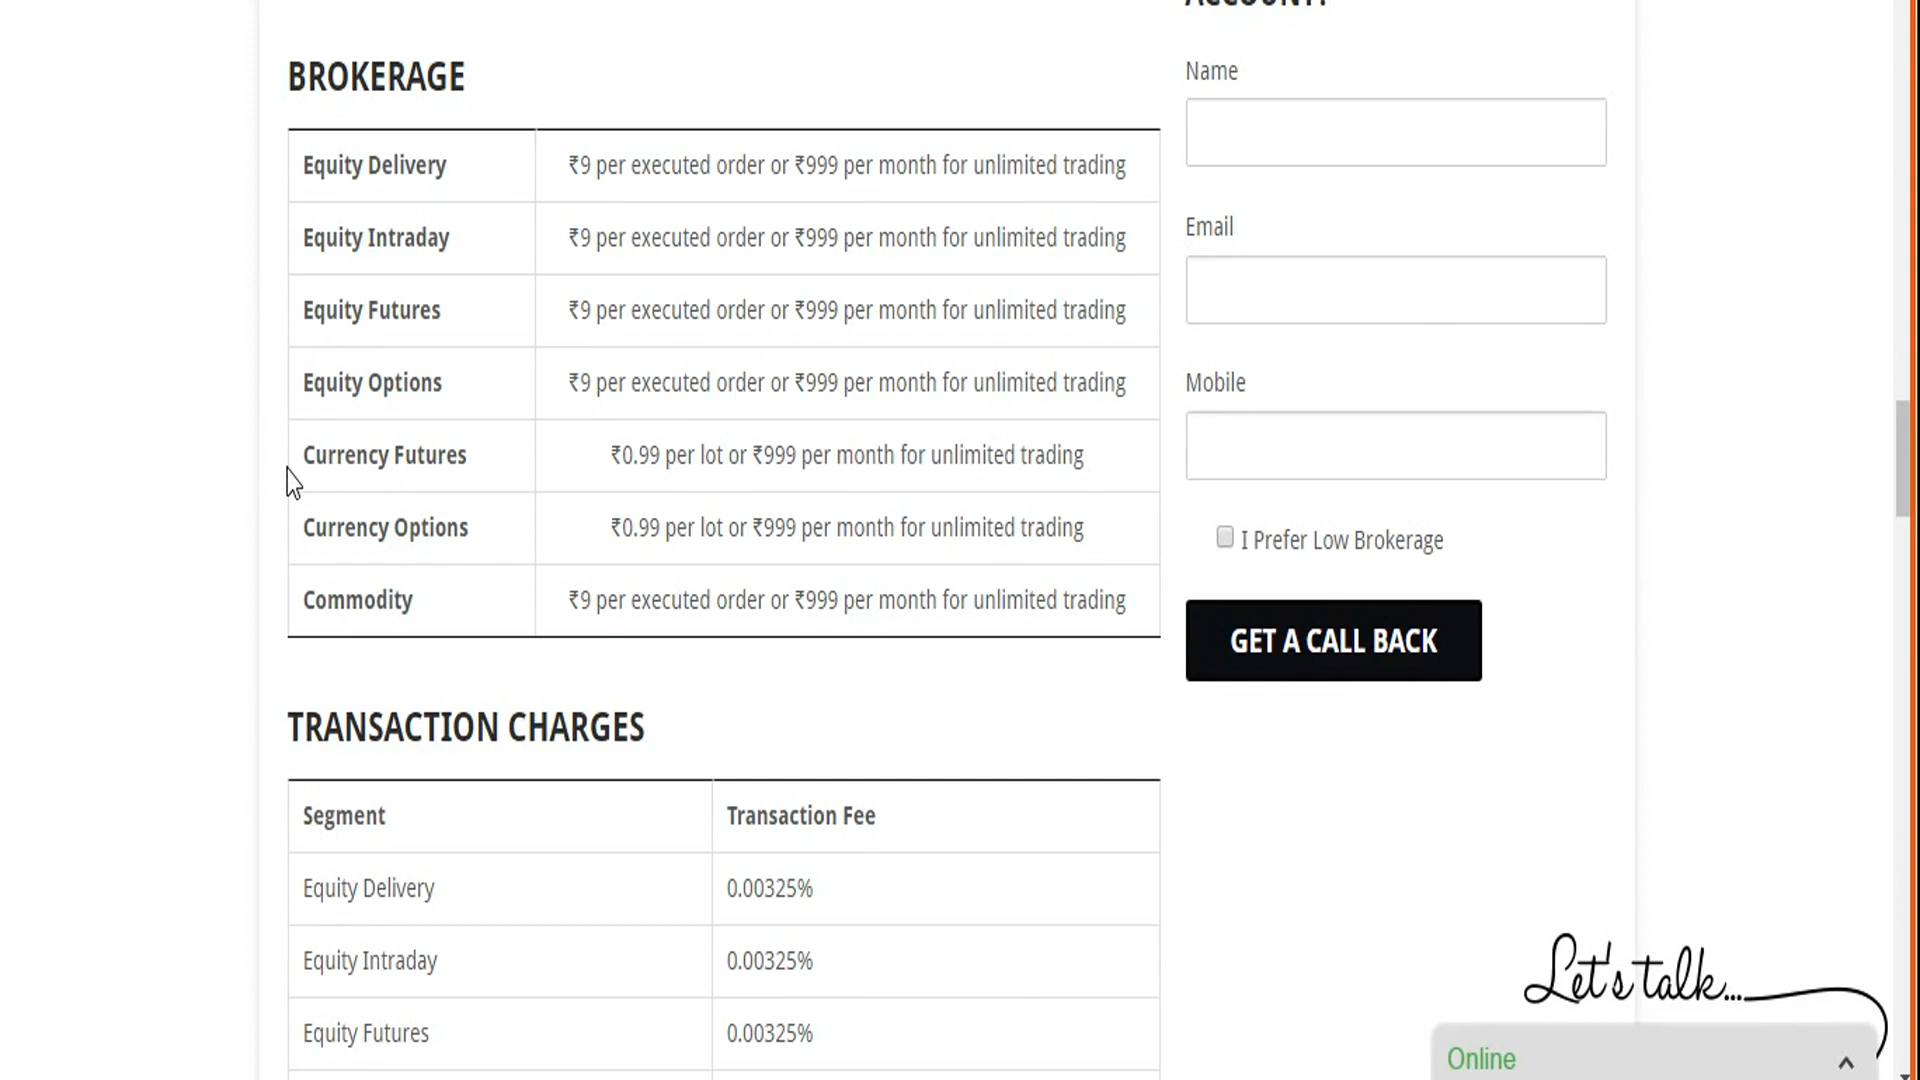 BROKERAGE
Equity Delivery ₹9 per executed order or ₹999 per month for unlimited trading
Equity Intraday ₹9 per executed order or ₹999 per month for unlimited trading
Equity Futures ₹9 per executed order or ₹999 per month for unlimited trading
Equity Options ₹9 per executed order or ₹999 per month for unlimited trading
Currency Futures ₹0.99 per lot or ₹999 per month for unlimited trading
Currency Options ₹0.99 per lot or ₹999 per month for unlimited trading
Commodity ₹9 per executed order or ₹999 per month for unlimited trading
TRANSACTION CHARGES
Segment Transaction Fee
Equity Delivery 0.00325%
Equity Intraday 0.00325%
Equity Futures 0.00325%
ACCOUNT?
Name
Email
Mobile
I Prefer Low Brokerage
GET A CALL BACK
Let's talk...
Online